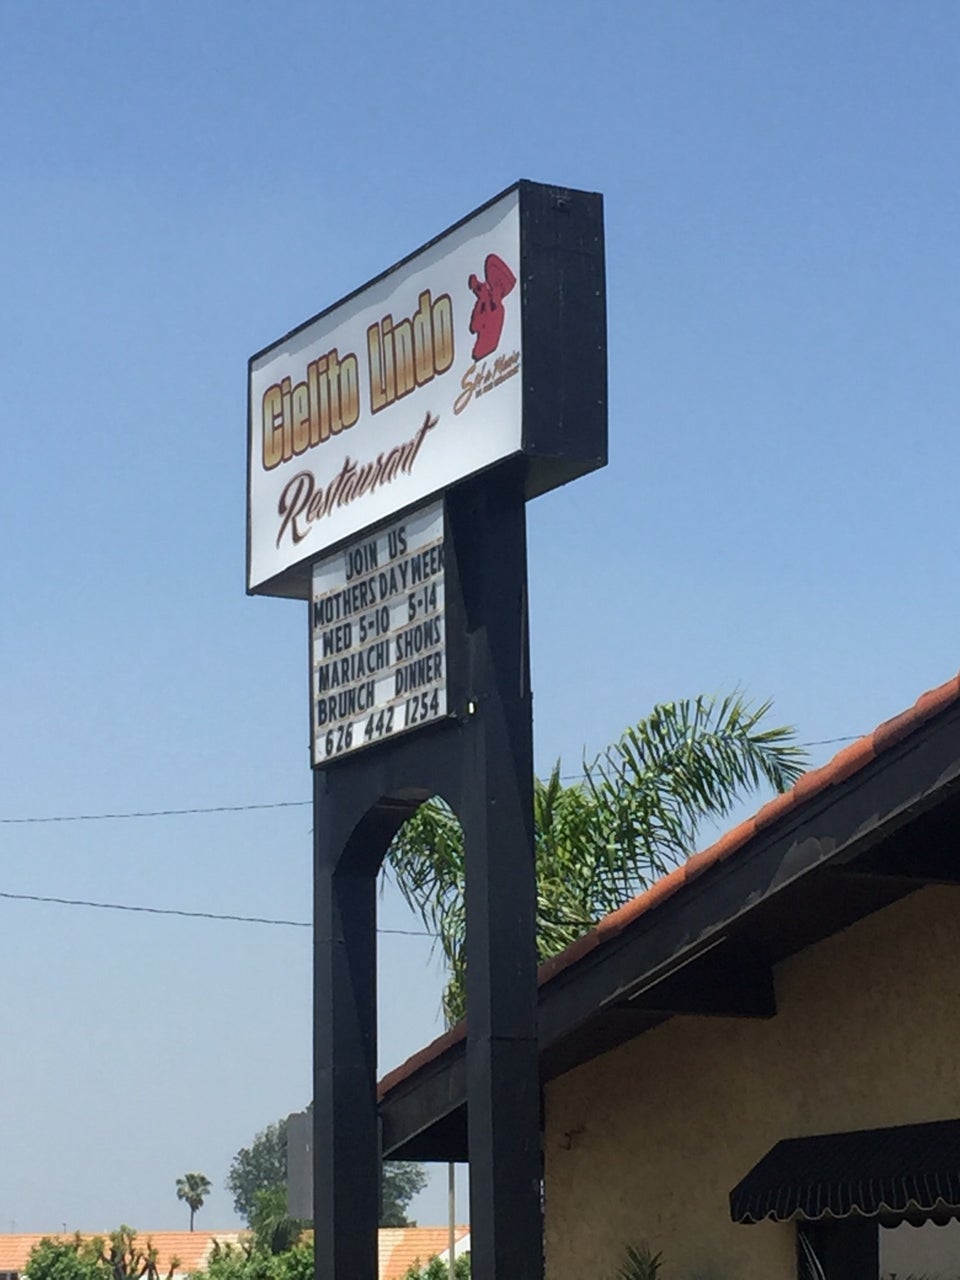 Cielito Lindo
Restaurant
JOIN US
MOTHERS DAY WEEK
WED 5-10 5-14
MARIACHI SHOWS
BRUNCH DINNER
626 442 1254